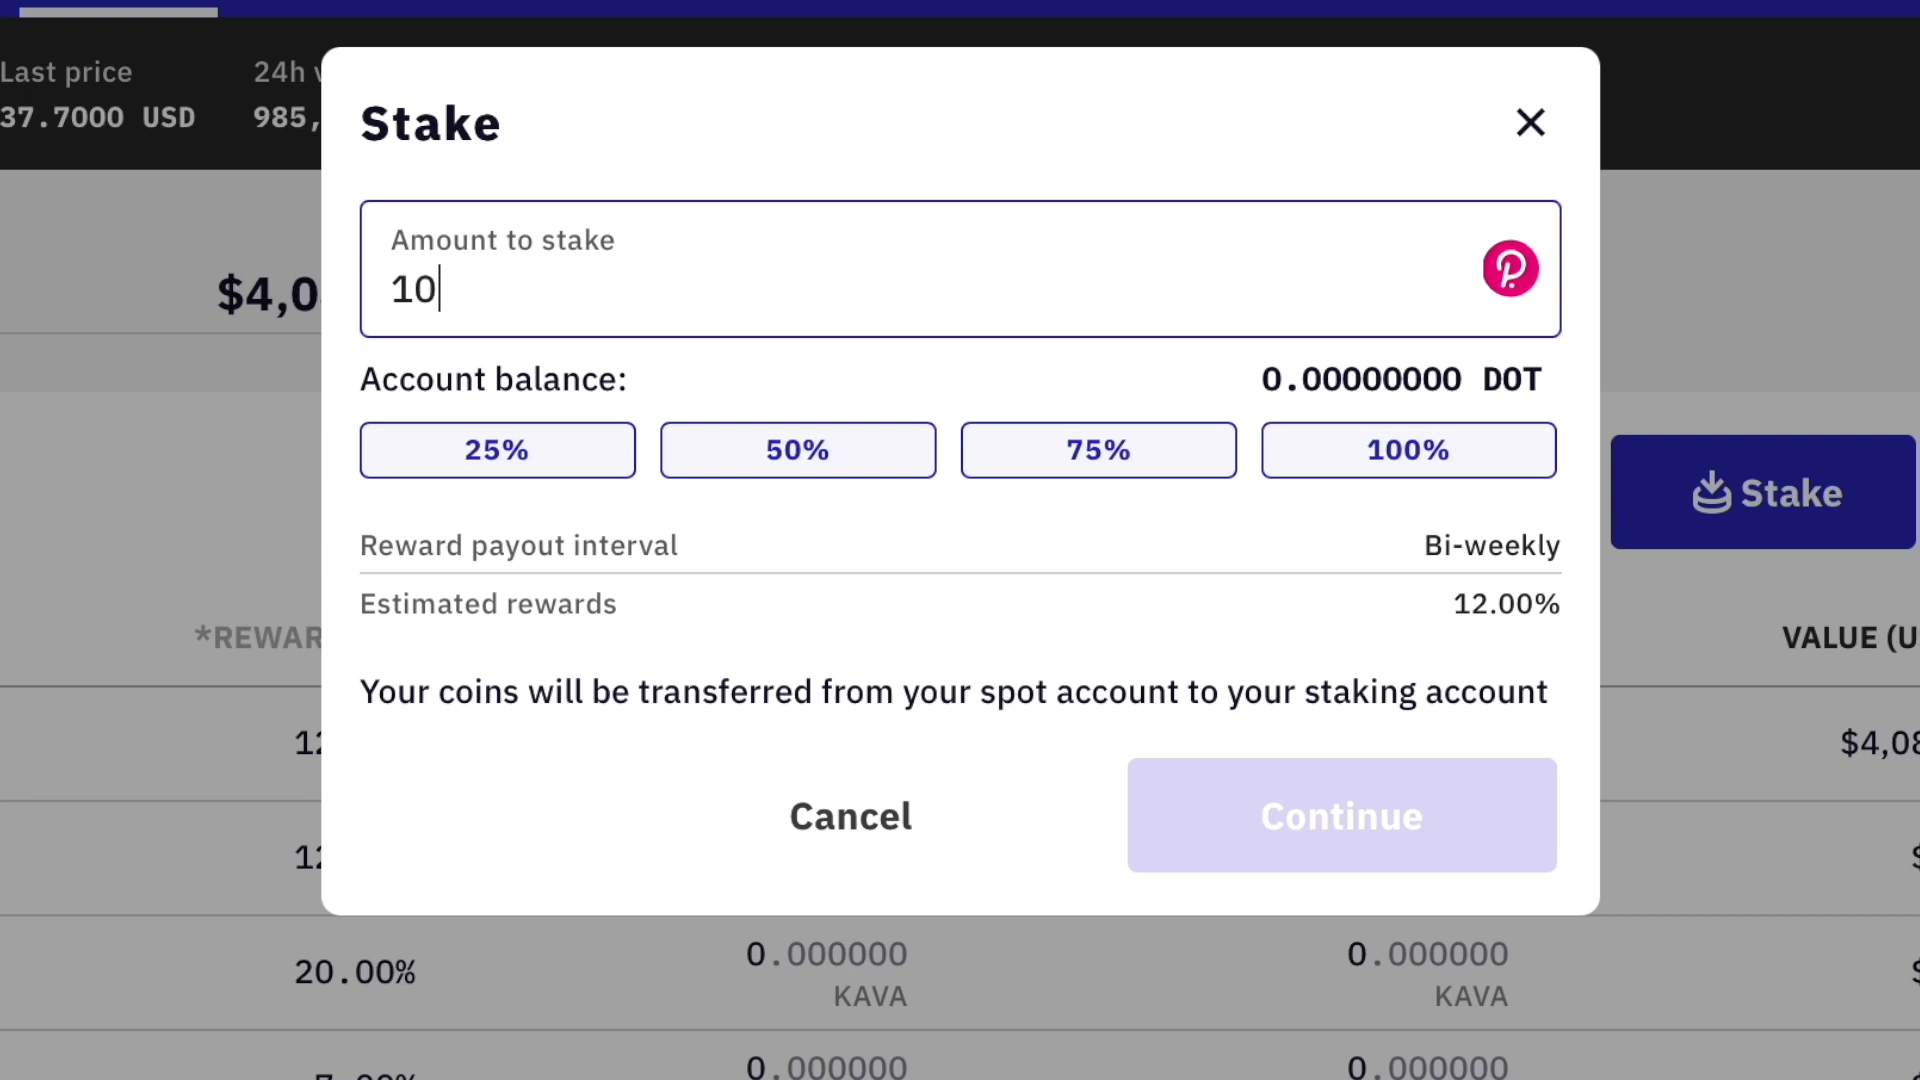 Last price
24h
37.7000 USD
985,
Stake
Amount to stake
10
$4,0
Account balance:
0.00000000 DOT
25%
50%
75%
100%
Stake
Reward payout interval
Bi-weekly
Estimated rewards
12.00%
*REWAR
VALUE (U
Your coins will be transferred from your spot account to your staking account
12
$4,08
Cancel
Continue
12
$
20.00%
0.000000
KAVA
0.000000
KAVA
$
7.00%
0.000000
0.000000